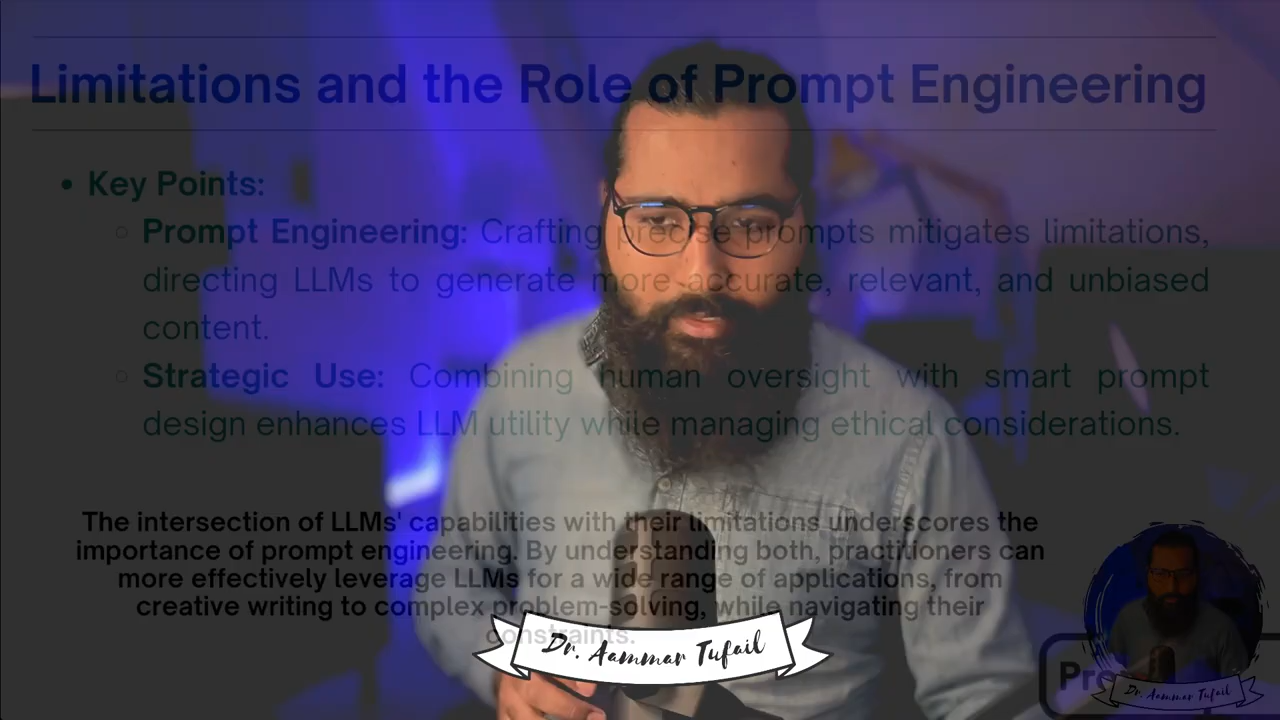 Limitations and the Role of Prompt Engineering
• Key Points:
○ Prompt Engineering: Crafting precise prompts mitigates limitations,
directing LLMs to generate more accurate, relevant, and unbiased
content.
○ Strategic Use: Combining human oversight with smart prompt
design enhances LLM utility while managing ethical considerations.
The intersection of LLMs' capabilities with their limitations underscores the
importance of prompt engineering. By understanding both, practitioners can
more effectively leverage LLMs for a wide range of applications, from
creative writing to complex problem-solving, while navigating their
constraints.
Dr. Aammar Tufail
Dr. Aammar Tufail